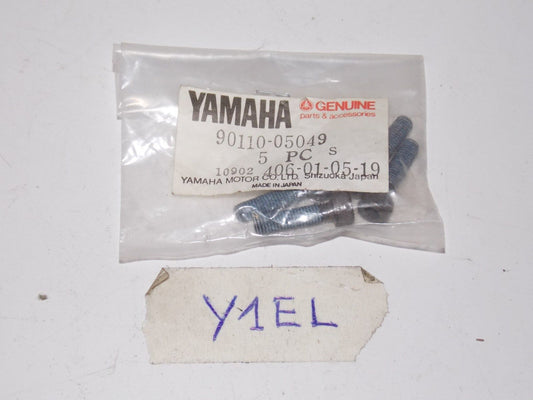 YAMAHA GENUINE
parts & accessories
90110-05049
5 PC S
10902 406-01-05-19
YAMAHA MOTOR CO., LTD. Shizuoka Japan
MADE IN JAPAN
Y1EL